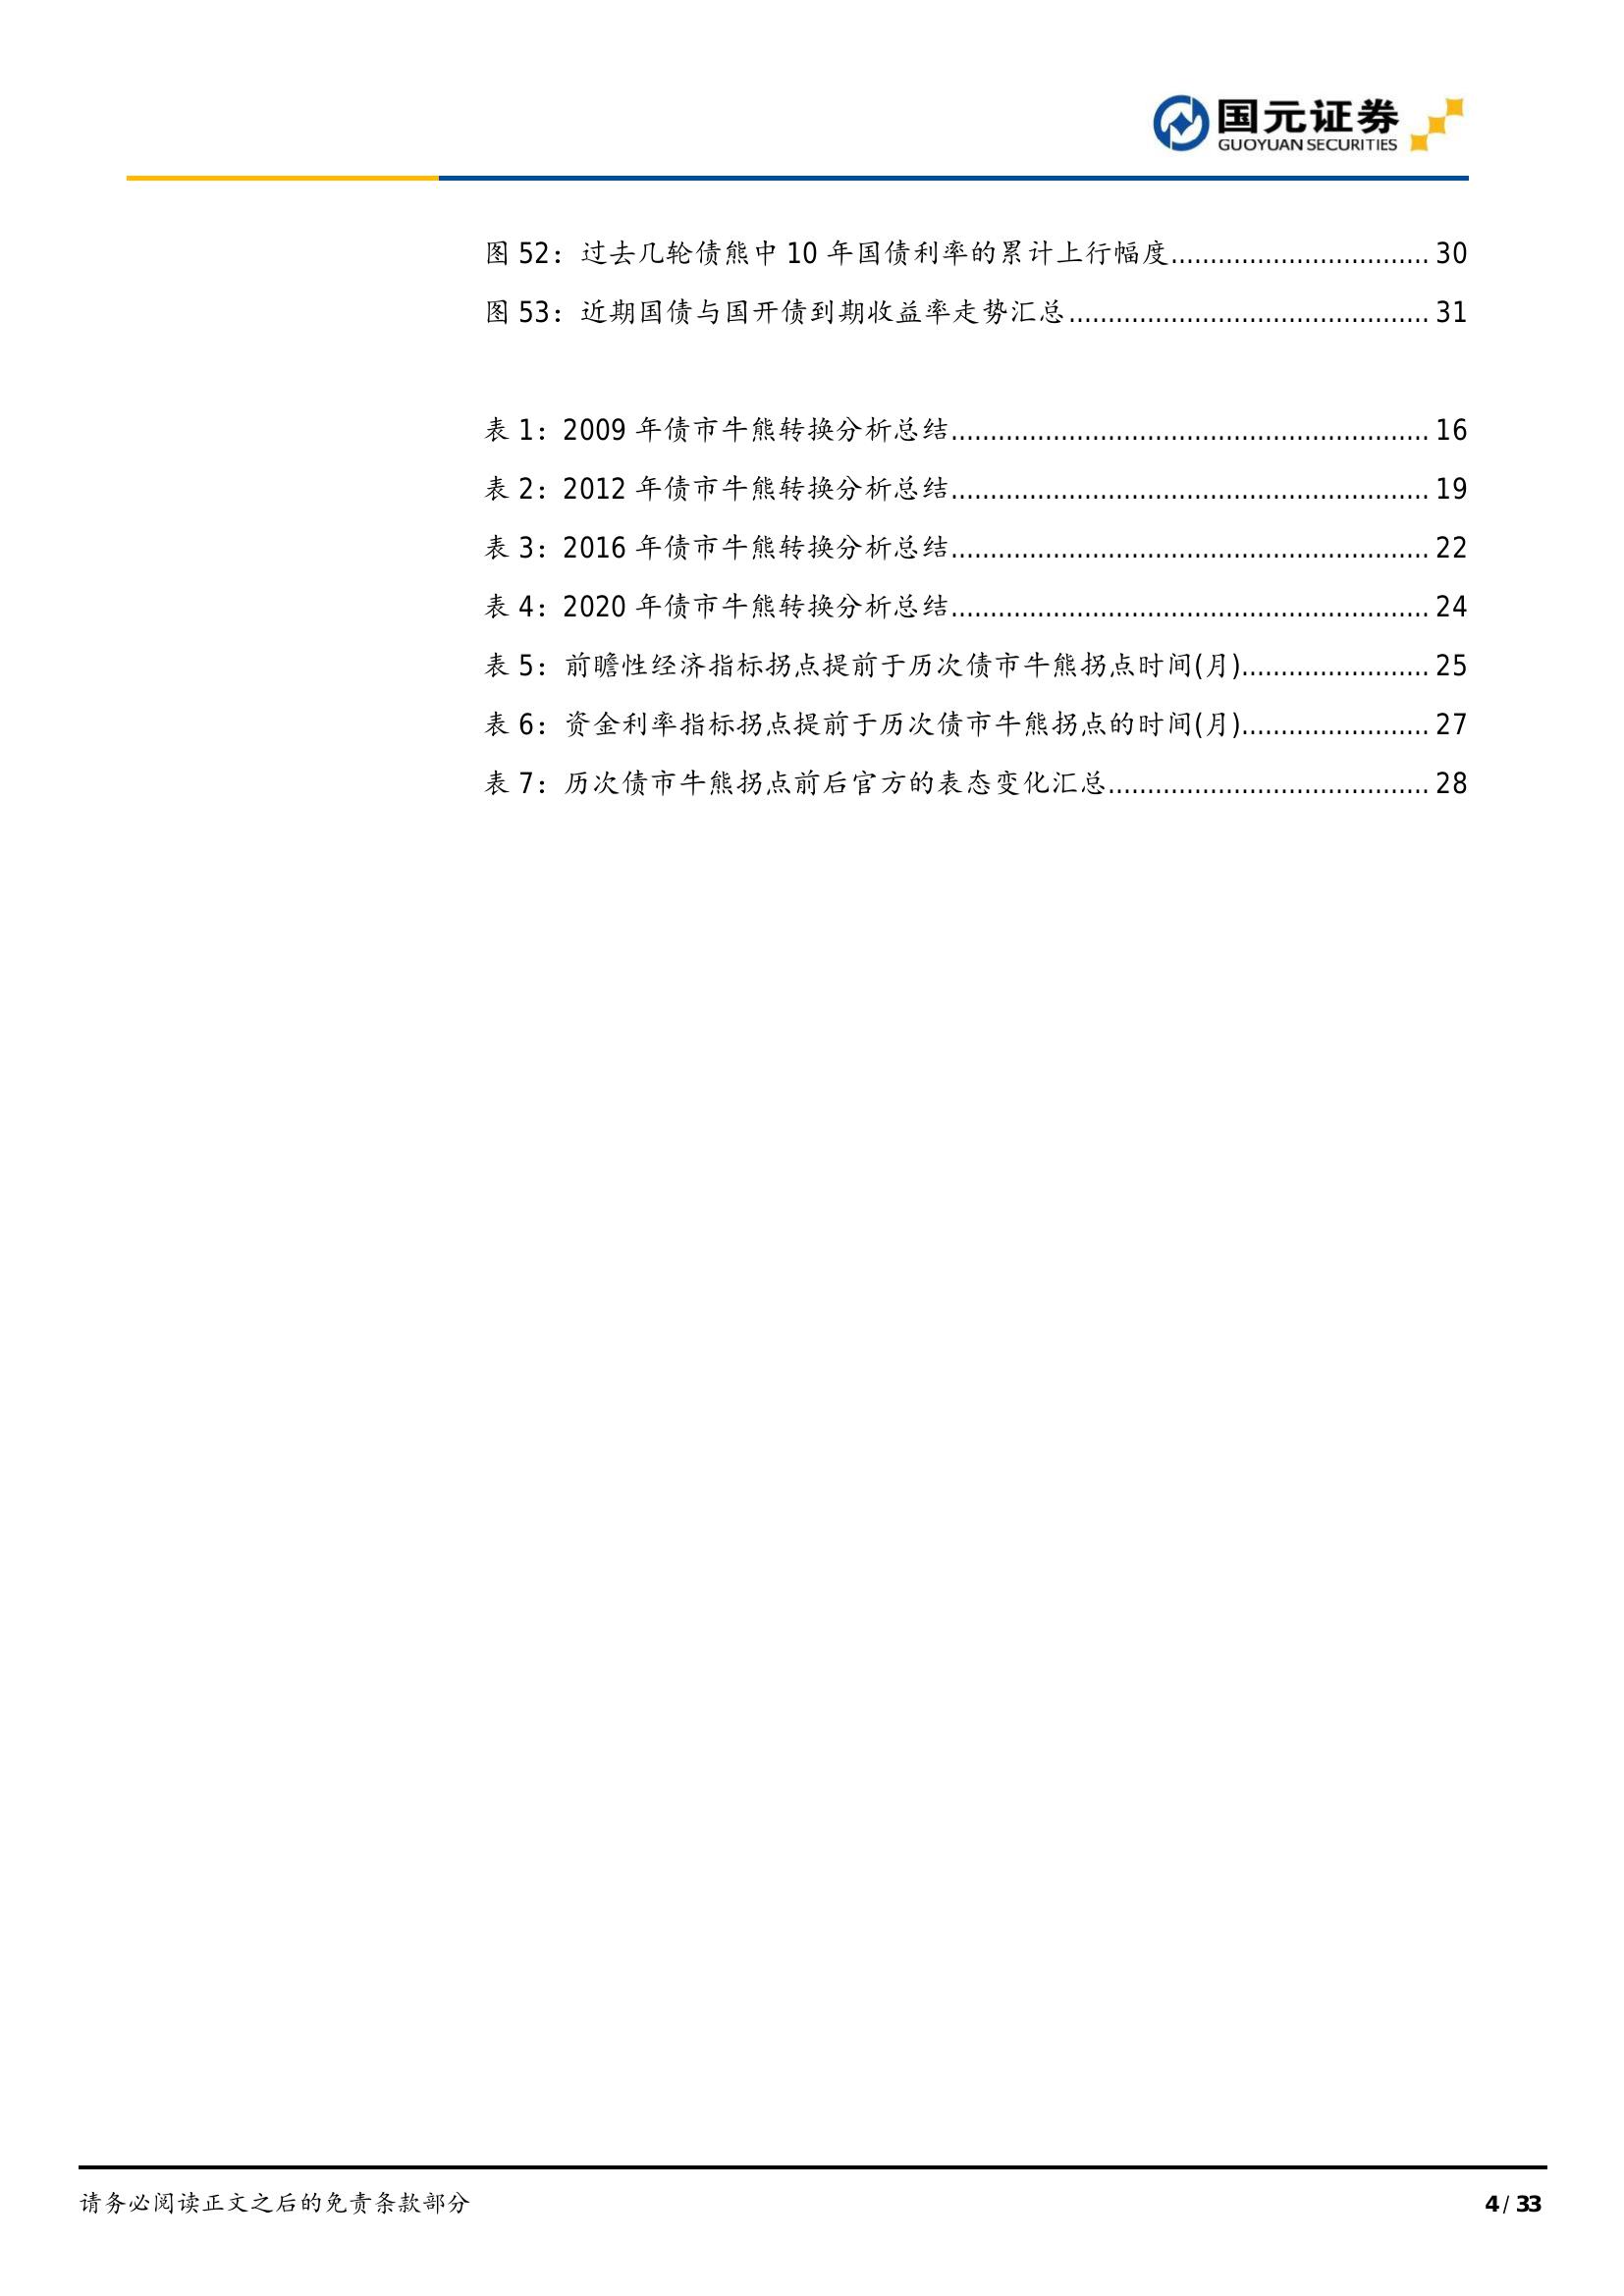 国元证券
GUOYUAN SECURITIES
图 52：过去几轮债熊中 10 年国债利率的累计上行幅度................................. 30
图 53：近期国债与国开债到期收益率走势汇总.............................................. 31
表 1：2009 年债市牛熊转换分析总结............................................................. 16
表 2：2012 年债市牛熊转换分析总结............................................................. 19
表 3：2016 年债市牛熊转换分析总结............................................................. 22
表 4：2020 年债市牛熊转换分析总结............................................................. 24
表 5：前瞻性经济指标拐点提前于历次债市牛熊拐点时间(月)........................ 25
表 6：资金利率指标拐点提前于历次债市牛熊拐点的时间(月)........................ 27
表 7：历次债市牛熊拐点前后官方的表态变化汇总......................................... 28
请务必阅读正文之后的免责条款部分
4 / 33